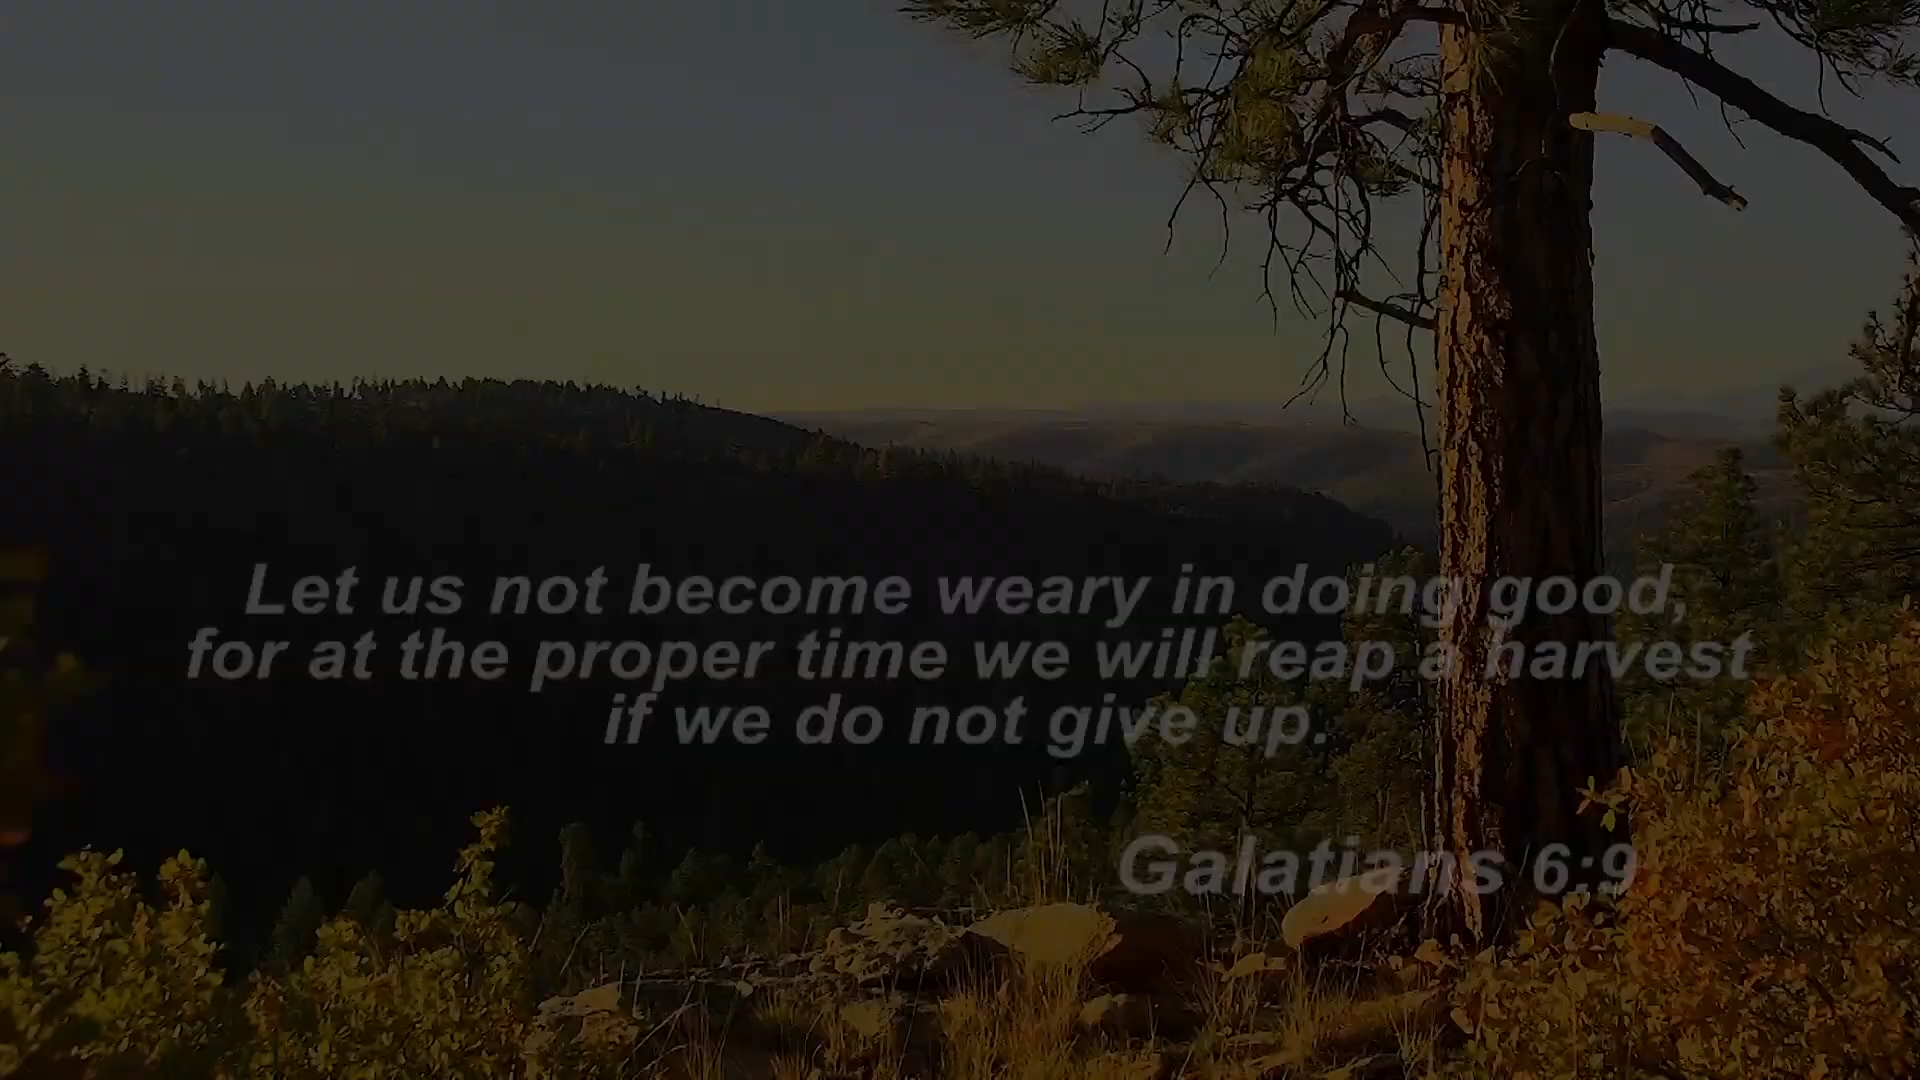 Let us not become weary in doing good,
for at the proper time we will reap a harvest
if we do not give up.
Galatians 6:9